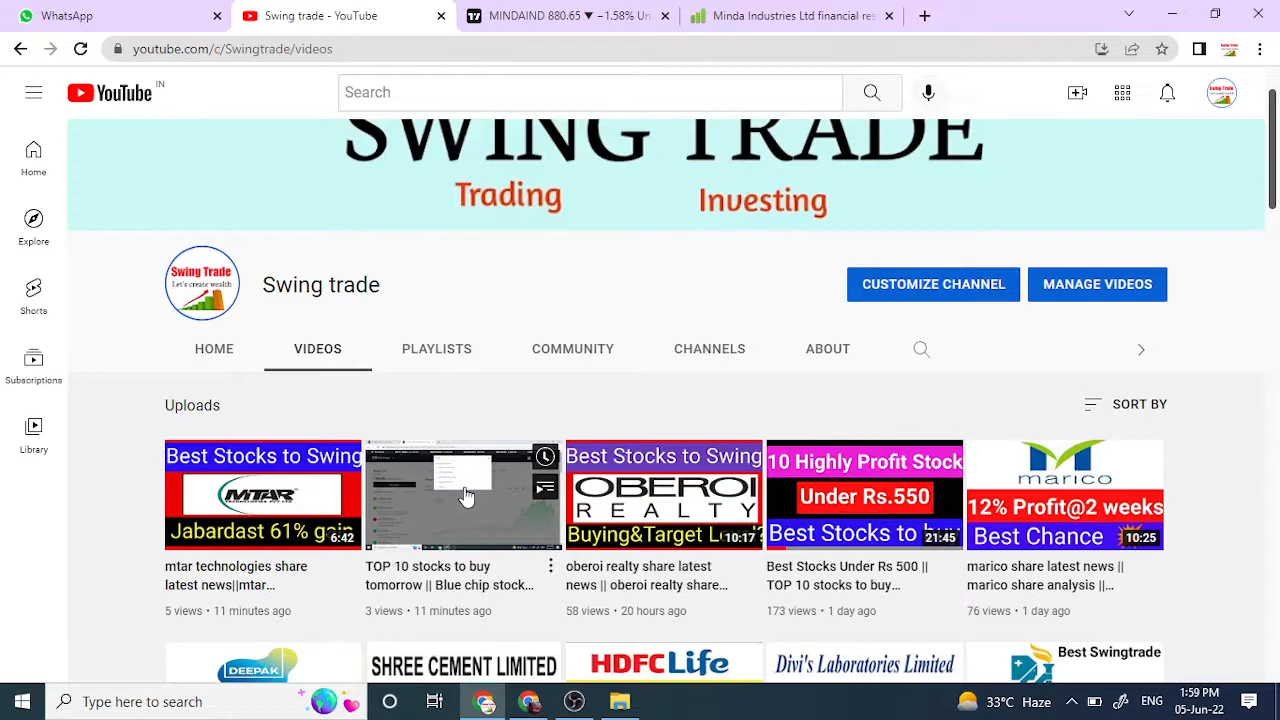 WhatsApp
Swing trade - YouTube
MINDAIND 880.65 ▼ −1.58% Un
Minda Industries Ltd financial res
youtube.com/c/Swingtrade/videos
YouTube IN
Search
SWING TRADE
Trading Investing
Home
Explore
Shorts
Subscriptions
Library
Swing Trade
Let's create wealth
Swing trade
CUSTOMIZE CHANNEL
MANAGE VIDEOS
HOME VIDEOS PLAYLISTS COMMUNITY CHANNELS ABOUT
Uploads
SORT BY
Best Stocks to Swing
MTAR
Jabardast 61% gain
6:42
mtar technologies share
latest news||mtar...
5 views • 11 minutes ago
TOP 10 stocks to buy
tomorrow || Blue chip stock...
3 views • 11 minutes ago
Best Stocks to Swing
OBEROI
REALTY
Buying&Target L
10:17
oberoi realty share latest
news || oberoi realty share...
58 views • 20 hours ago
10 Highly Profit Stock
Under Rs.550
Best Stocks to
21:45
Best Stocks Under Rs 500 ||
TOP 10 stocks to buy...
173 views • 1 day ago
marico
12% Profit@2 weeks
Best Chance
10:25
marico share latest news ||
marico share analysis ||...
76 views • 1 day ago
DEEPAK
SHREE CEMENT LIMITED
HDFC Life
Divi's Laboratories Limited
Best Swingtrade
Type here to search
33°C Haze
ENG
1:59 PM
05-Jun-22